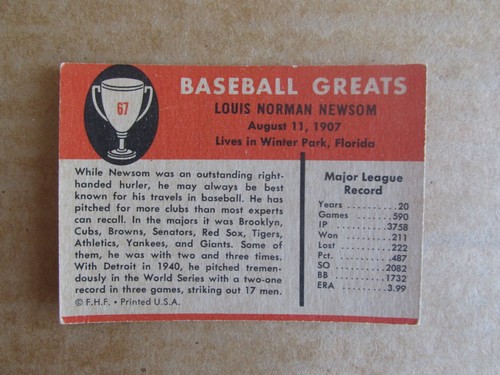 67
BASEBALL GREATS
LOUIS NORMAN NEWSOM
August 11, 1907
Lives in Winter Park, Florida
While Newsom was an outstanding right-
handed hurler, he may always be best
known for his travels in baseball. He has
pitched for more clubs than most experts
can recall. In the majors it was Brooklyn,
Cubs, Browns, Senators, Red Sox, Tigers,
Athletics, Yankees, and Giants. Some of
them, he was with two and three times.
With Detroit in 1940, he pitched tremen-
dously in the World Series with a two-one
record in three games, striking out 17 men.
© F.H.F. • Printed U.S.A.
Major League
Record
Years ............ 20
Games ......... 590
IP ............... 3758
Won ............. 211
Lost .............. 222
Pct. .............. .487
SO .............. 2082
BB ............... 1732
ERA ............. 3.99